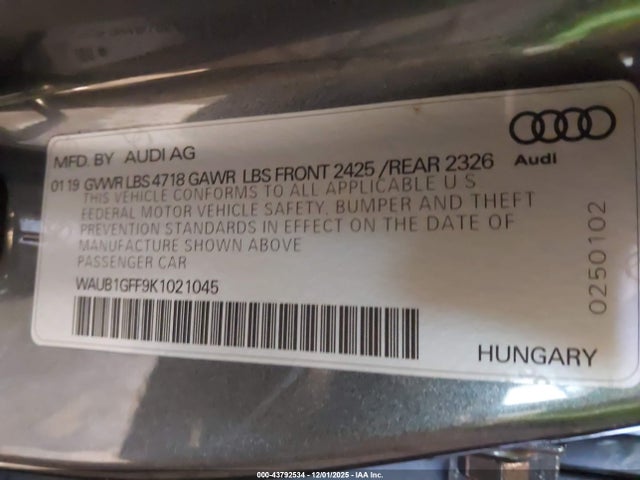 MFD. BY AUDI AG
01 19 GVWR LBS 4718 GAWR LBS FRONT 2425 / REAR 2326
THIS VEHICLE CONFORMS TO ALL APPLICABLE U S
FEDERAL MOTOR VEHICLE SAFETY, BUMPER AND THEFT
PREVENTION STANDARDS IN EFFECT ON THE DATE OF
MANUFACTURE SHOWN ABOVE
PASSENGER CAR
WAUB1GFF9K1021045
HUNGARY
Audi
0250102
000-43792534 - 12/01/2025 - IAA Inc.